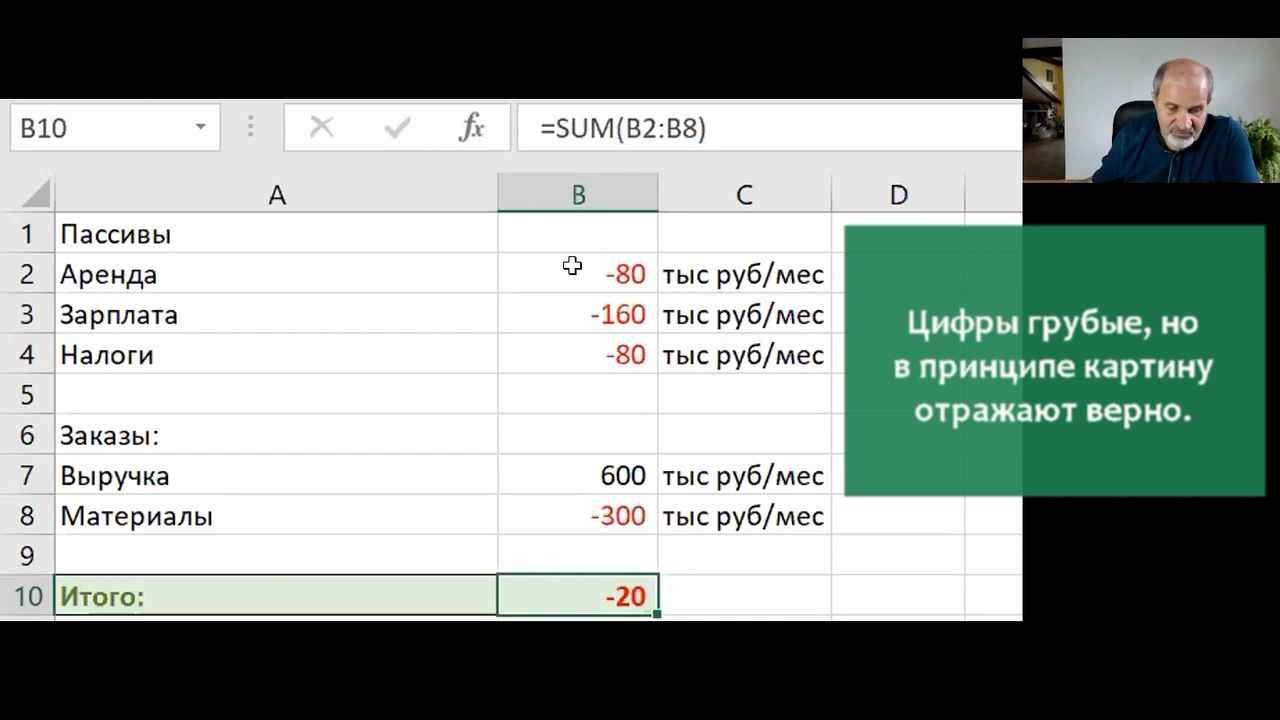 B10
fx
=SUM(B2:B8)
A B C D
1 Пассивы
2 Аренда -80 тыс руб/мес
3 Зарплата -160 тыс руб/мес
4 Налоги -80 тыс руб/мес
5
6 Заказы:
7 Выручка 600 тыс руб/мес
8 Материалы -300 тыс руб/мес
9
10 Итого: -20
Цифры грубые, но
в принципе картину
отражают верно.